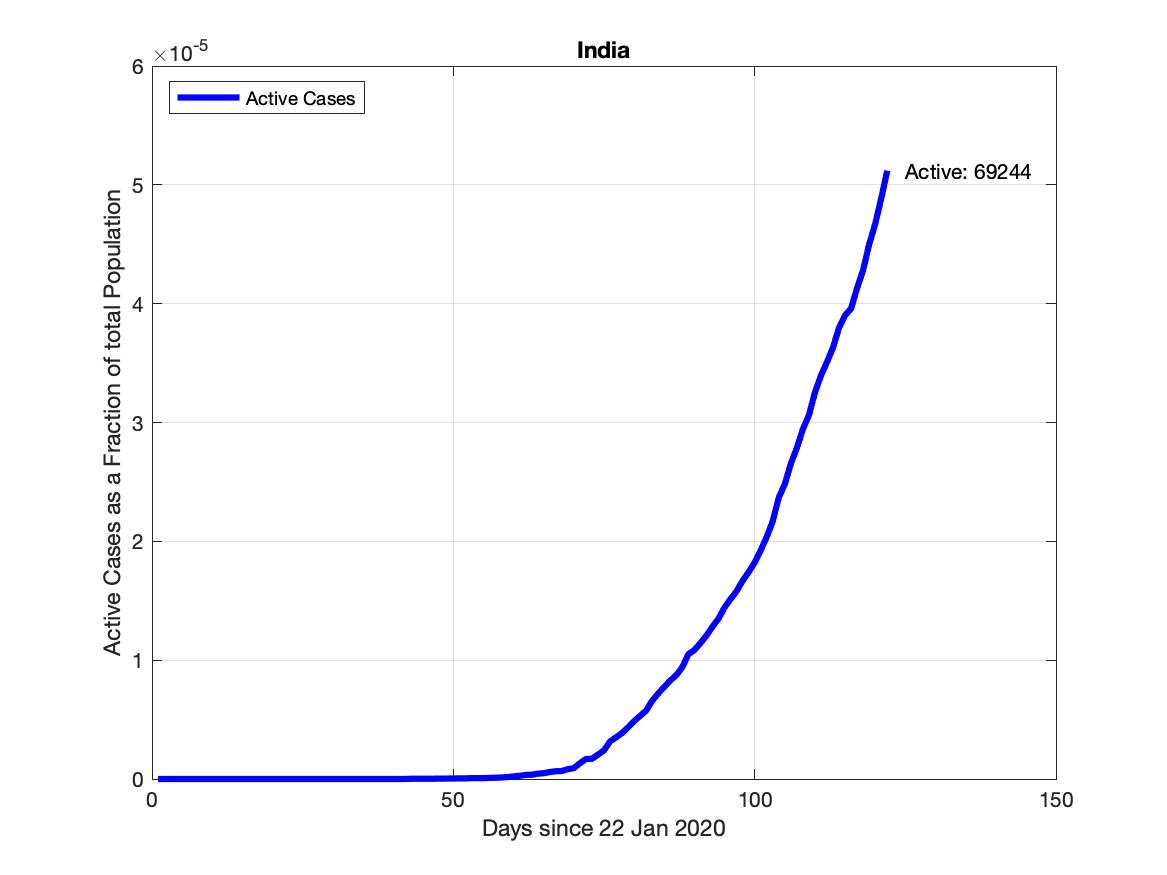 India
×10-5
6
5
4
3
2
1
0
Active Cases
Active: 69244
Active Cases as a Fraction of total Population
0 50 100 150
Days since 22 Jan 2020